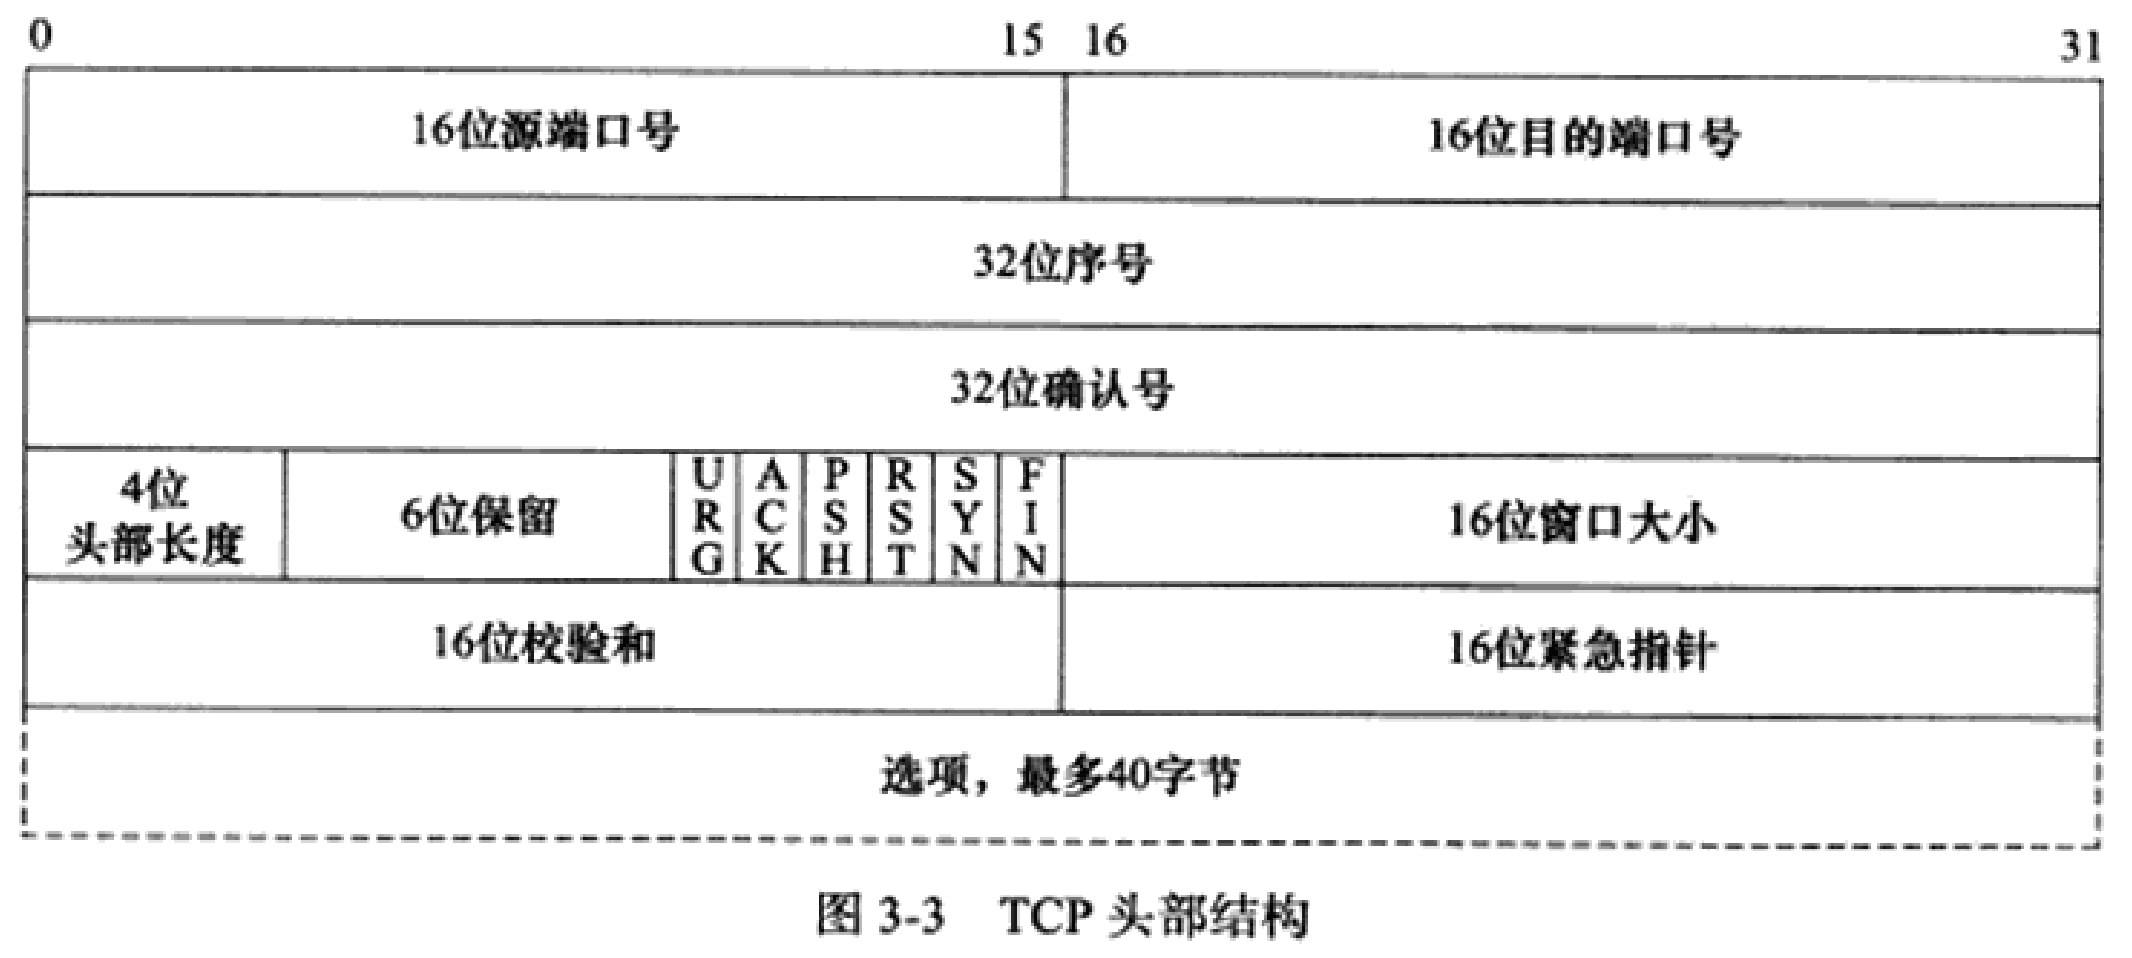 0 15 16 31
16位源端口号 16位目的端口号
32位序号
32位确认号
4位
头部长度
6位保留
URG
ACK
PSH
RST
SYN
FIN
16位窗口大小
16位校验和 16位紧急指针
选项，最多40字节
图 3-3 TCP 头部结构